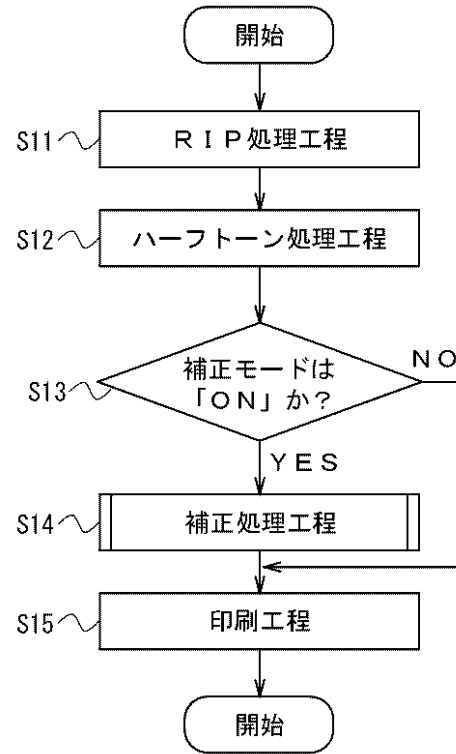 開始
S11
ＲＩＰ処理工程
S12
ハーフトーン処理工程
S13
補正モードは
「ＯＮ」か？
ＮＯ
ＹＥＳ
S14
補正処理工程
S15
印刷工程
開始